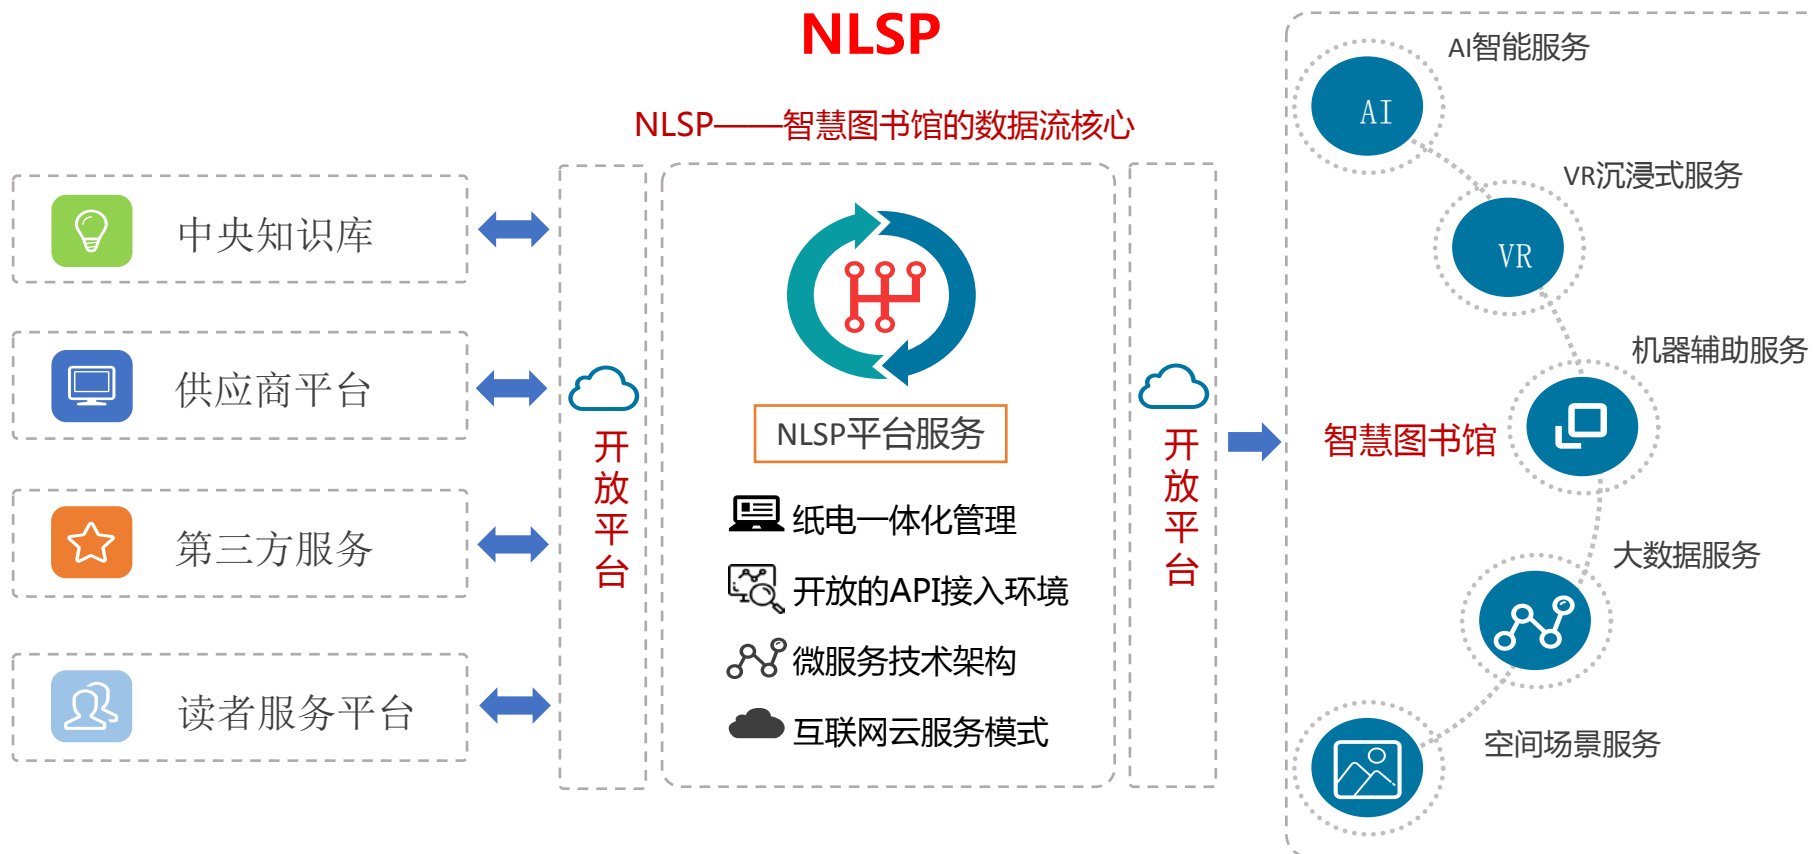 NLSP
NLSP——智慧图书馆的数据流核心
中央知识库
供应商平台
第三方服务
读者服务平台
开放平台
NLSP平台服务
纸电一体化管理
开放的API接入环境
微服务技术架构
互联网云服务模式
开放平台
智慧图书馆
AI智能服务
AI
VR沉浸式服务
VR
机器辅助服务
大数据服务
空间场景服务